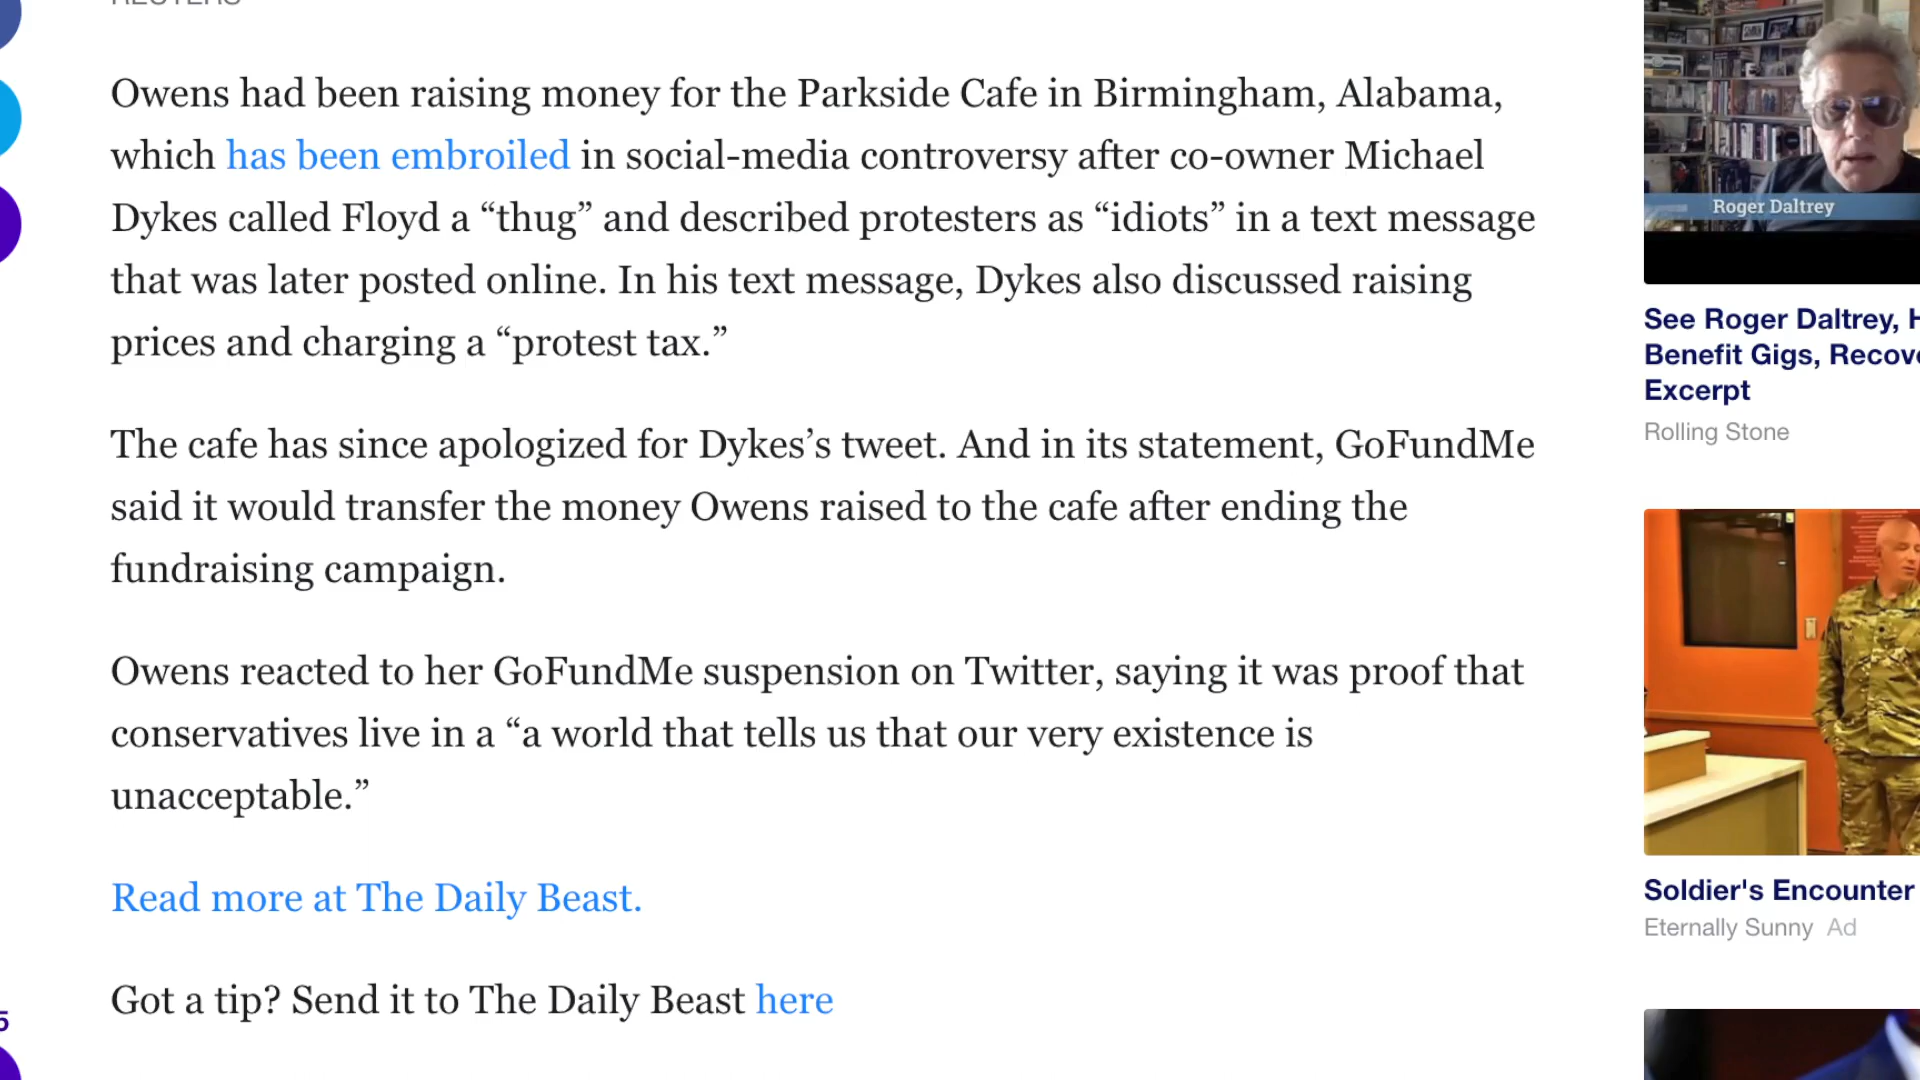 REUTERS
Owens had been raising money for the Parkside Cafe in Birmingham, Alabama,
which has been embroiled in social-media controversy after co-owner Michael
Dykes called Floyd a “thug” and described protesters as “idiots” in a text message
that was later posted online. In his text message, Dykes also discussed raising
prices and charging a “protest tax.”
The cafe has since apologized for Dykes’s tweet. And in its statement, GoFundMe
said it would transfer the money Owens raised to the cafe after ending the
fundraising campaign.
Owens reacted to her GoFundMe suspension on Twitter, saying it was proof that
conservatives live in a “a world that tells us that our very existence is
unacceptable.”
Read more at The Daily Beast.
Got a tip? Send it to The Daily Beast here
5
Roger Daltrey
See Roger Daltrey, H
Benefit Gigs, Recov
Excerpt
Rolling Stone
Soldier's Encounter
Eternally Sunny Ad